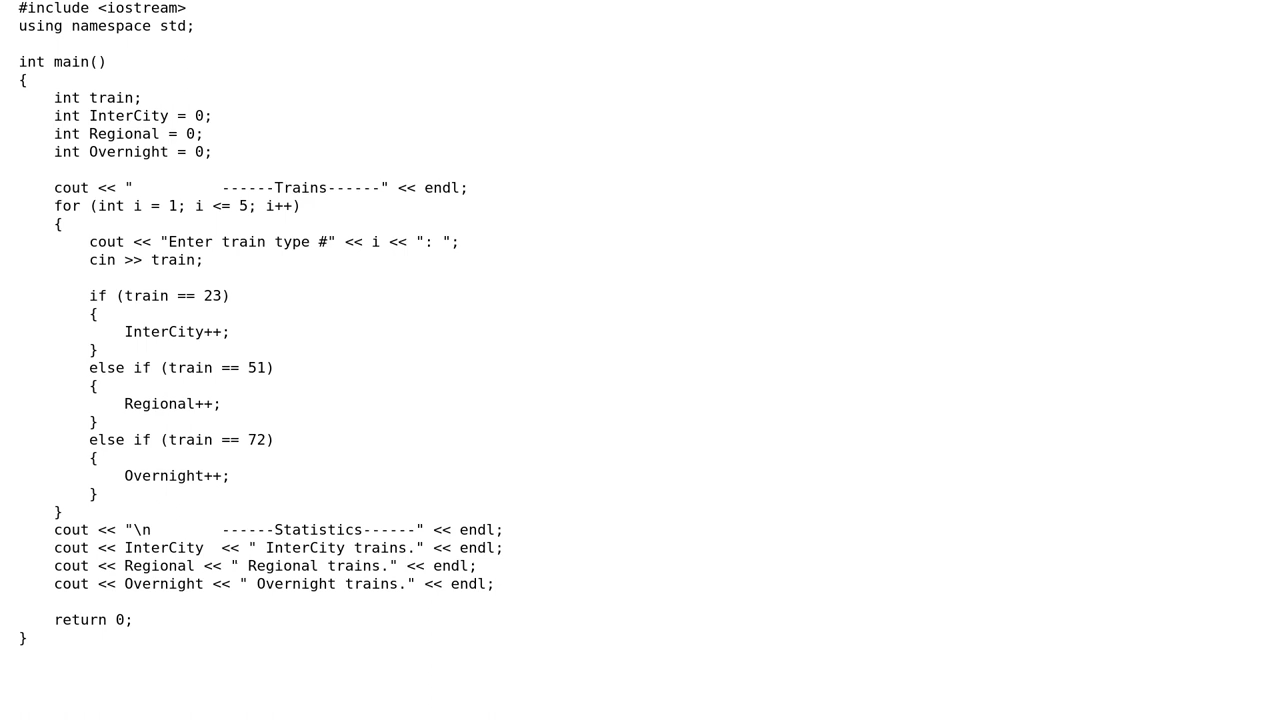 #include <iostream>
using namespace std;

int main()
{
    int train;
    int InterCity = 0;
    int Regional = 0;
    int Overnight = 0;

    cout << "          ------Trains------" << endl;
    for (int i = 1; i <= 5; i++)
    {
        cout << "Enter train type #" << i << ": ";
        cin >> train;

        if (train == 23)
        {
            InterCity++;
        }
        else if (train == 51)
        {
            Regional++;
        }
        else if (train == 72)
        {
            Overnight++;
        }
    }
    cout << "\n        ------Statistics------" << endl;
    cout << InterCity  << " InterCity trains." << endl;
    cout << Regional << " Regional trains." << endl;
    cout << Overnight << " Overnight trains." << endl;

    return 0;
}